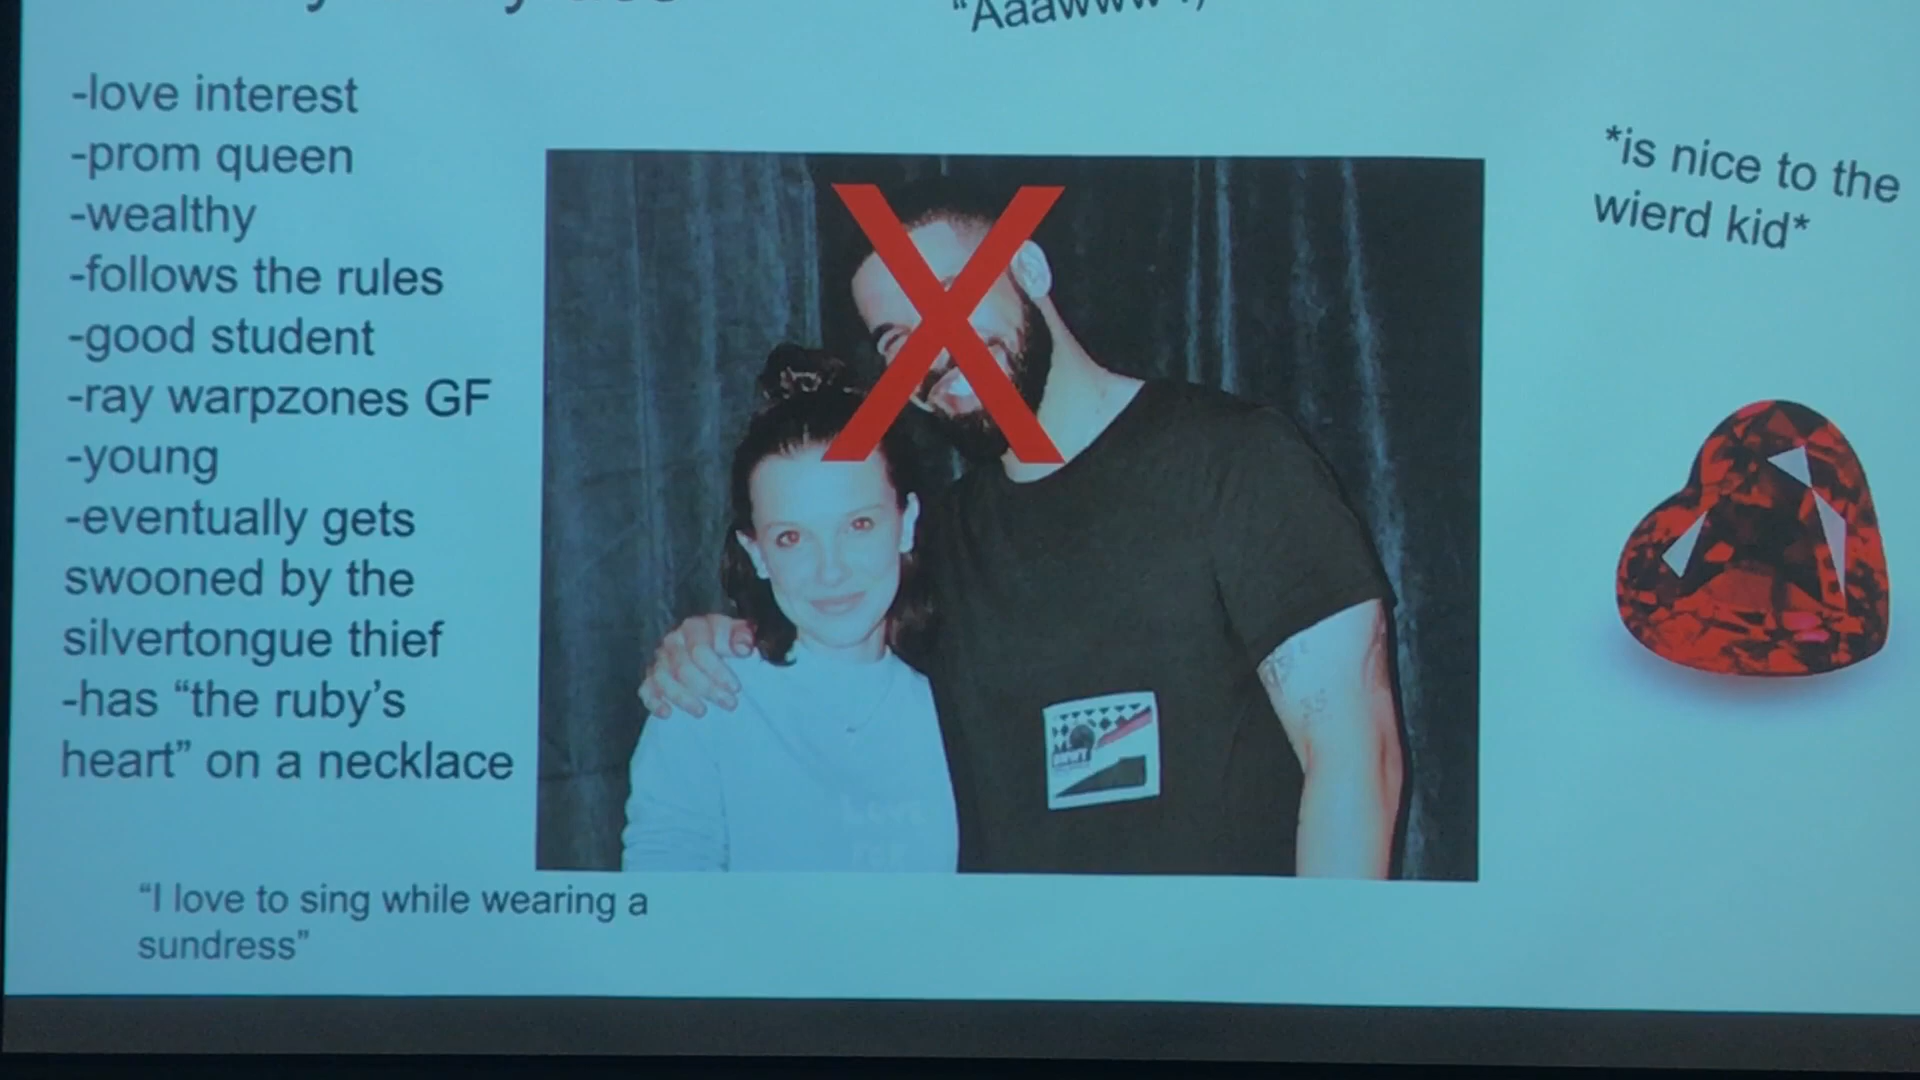 "Aaawww
-love interest
-prom queen
-wealthy
-follows the rules
-good student
-ray warpzones GF
-young
-eventually gets
swooned by the
silvertongue thief
-has “the ruby’s
heart” on a necklace
*is nice to the
wierd kid*
“I love to sing while wearing a
sundress”